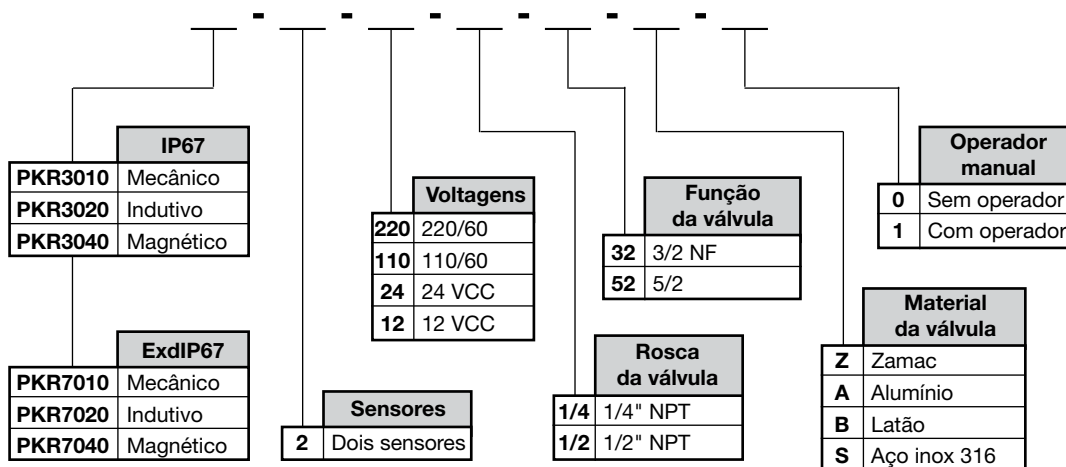 - - - - - -
IP67
PKR3010 Mecânico
PKR3020 Indutivo
PKR3040 Magnético
ExdIP67
PKR7010 Mecânico
PKR7020 Indutivo
PKR7040 Magnético
Sensores
2 Dois sensores
Voltagens
220 220/60
110 110/60
24 24 VCC
12 12 VCC
Rosca
da válvula
1/4 1/4" NPT
1/2 1/2" NPT
Função
da válvula
32 3/2 NF
52 5/2
Material
da válvula
Z Zamac
A Alumínio
B Latão
S Aço inox 316
Operador
manual
0 Sem operador
1 Com operador